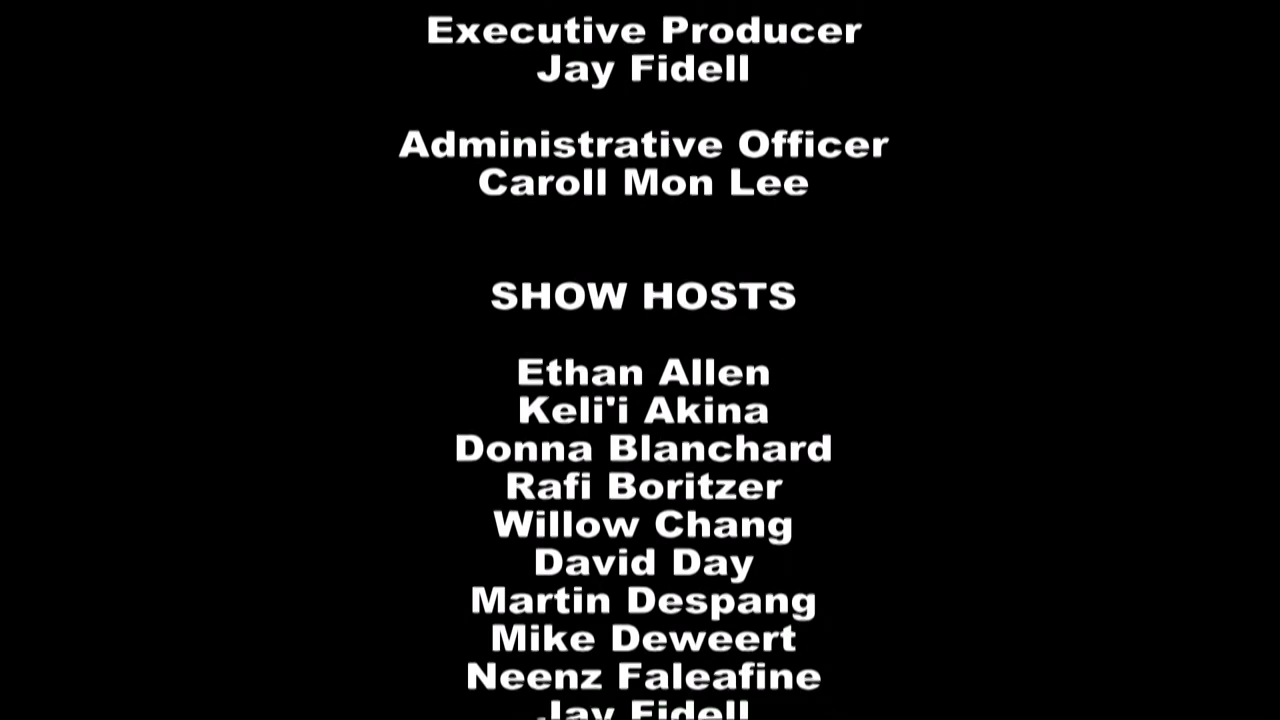 Executive Producer
Jay Fidell
Administrative Officer
Caroll Mon Lee
SHOW HOSTS
Ethan Allen
Keli'i Akina
Donna Blanchard
Rafi Boritzer
Willow Chang
David Day
Martin Despang
Mike Deweert
Neenz Faleafine
Jay Fidell